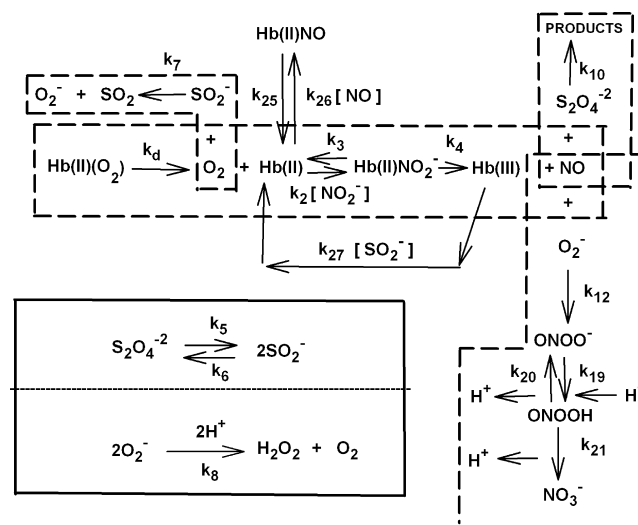 Hb(II)NO
PRODUCTS
k7
k10
O2⁻ + SO2 SO2⁻
k25 k26 [ NO ]
S2O4⁻²
+
k3
k4
+
Hb(II)(O2) kd O2 + Hb(II) Hb(II)NO2⁻ Hb(III) + NO
k2 [NO2⁻]
+
k27 [ SO2⁻ ]
O2⁻
k12
S2O4⁻² k5 2SO2⁻
k6
ONOO⁻
k20 k19
H⁺ H
ONOOH
2O2⁻ 2H⁺ H2O2 + O2
k8
k21
H⁺
NO3⁻